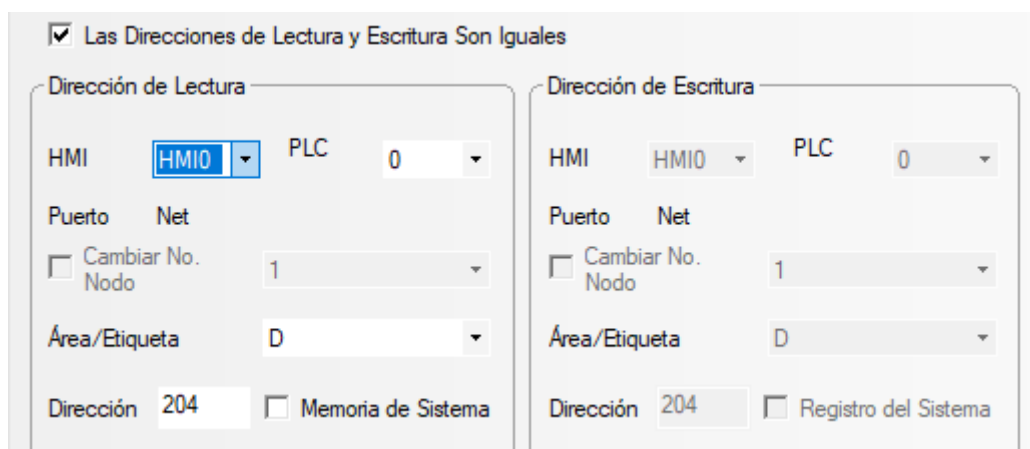 Las Direcciones de Lectura y Escritura Son Iguales
Dirección de Lectura
HMI HMI0 PLC 0
Puerto Net
Cambiar No. Nodo 1
Área/Etiqueta D
Dirección 204 Memoria de Sistema
Dirección de Escritura
HMI HMI0 PLC 0
Puerto Net
Cambiar No. Nodo 1
Área/Etiqueta D
Dirección 204 Registro del Sistema